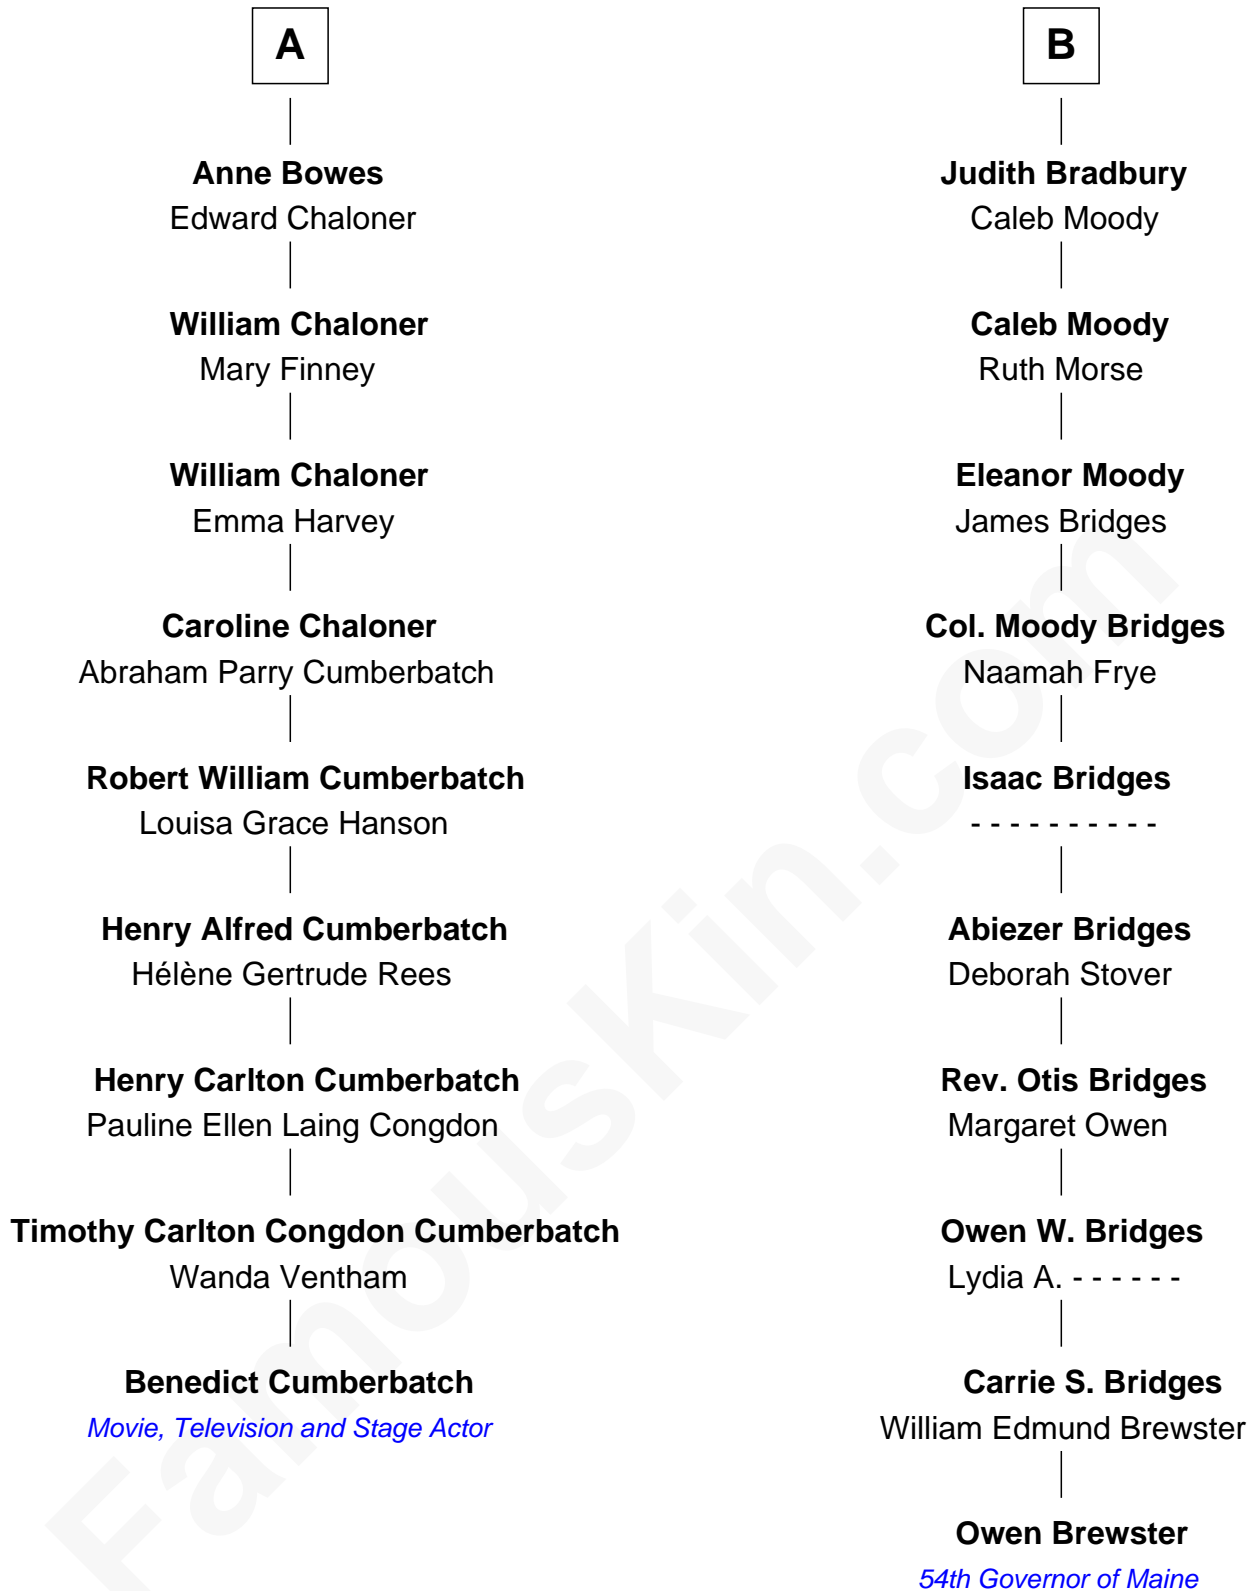 A
Anne Bowes
Edward Chaloner
William Chaloner
Mary Finney
William Chaloner
Emma Harvey
Caroline Chaloner
Abraham Parry Cumberbatch
Robert William Cumberbatch
Louisa Grace Hanson
Henry Alfred Cumberbatch
Hélène Gertrude Rees
Henry Carlton Cumberbatch
Pauline Ellen Laing Congdon
Timothy Carlton Congdon Cumberbatch
Wanda Ventham
Benedict Cumberbatch
Movie, Television and Stage Actor
B
Judith Bradbury
Caleb Moody
Caleb Moody
Ruth Morse
Eleanor Moody
James Bridges
Col. Moody Bridges
Naamah Frye
Isaac Bridges
- - - - - - - - - -
Abiezer Bridges
Deborah Stover
Rev. Otis Bridges
Margaret Owen
Owen W. Bridges
Lydia A. - - - - - -
Carrie S. Bridges
William Edmund Brewster
Owen Brewster
54th Governor of Maine
FamousKin.com